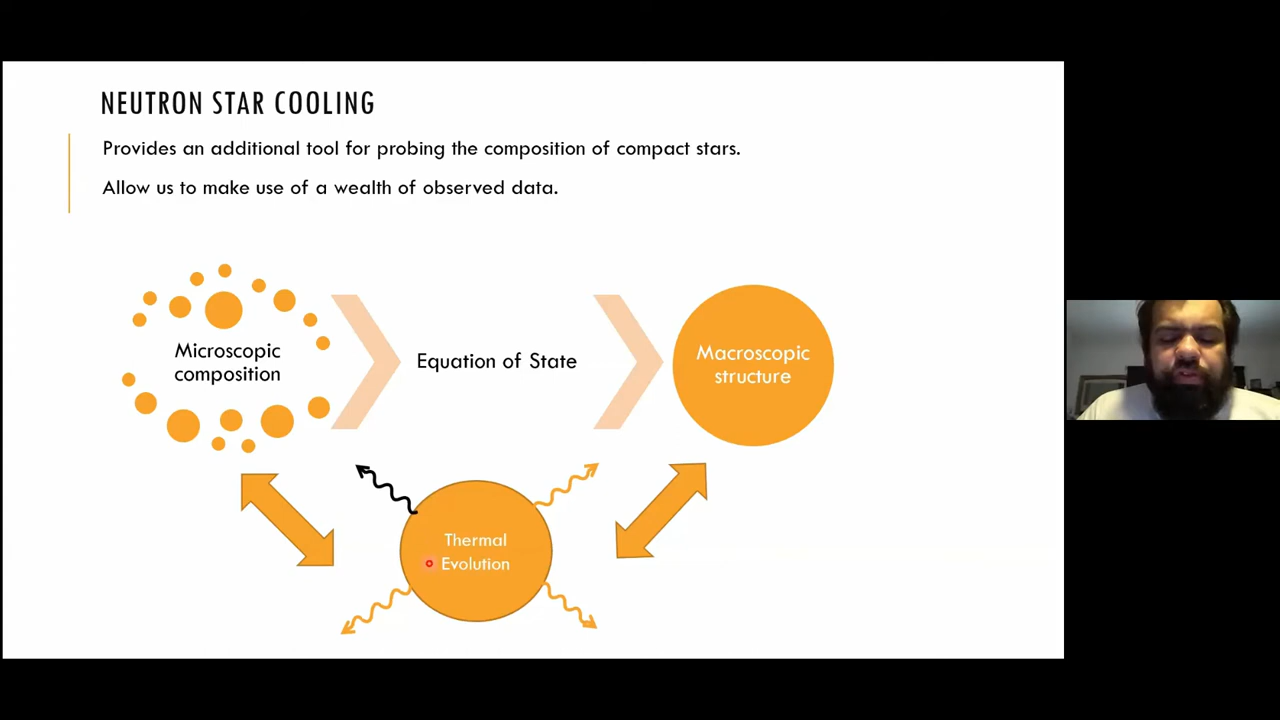 NEUTRON STAR COOLING
Provides an additional tool for probing the composition of compact stars.
Allow us to make use of a wealth of observed data.
Microscopic
composition
Equation of State
Macroscopic
structure
Thermal
Evolution